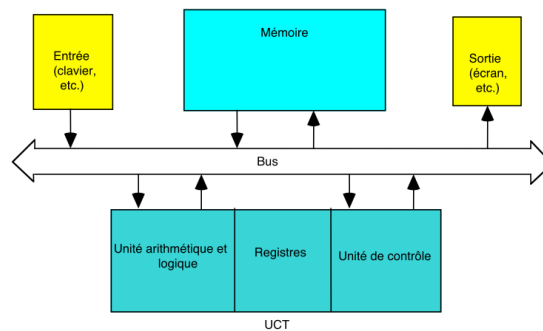 Entrée
(clavier,
etc.)
Mémoire
Sortie
(écran,
etc.)
Bus
Unité arithmétique et
logique
Registres
Unité de contrôle
UCT